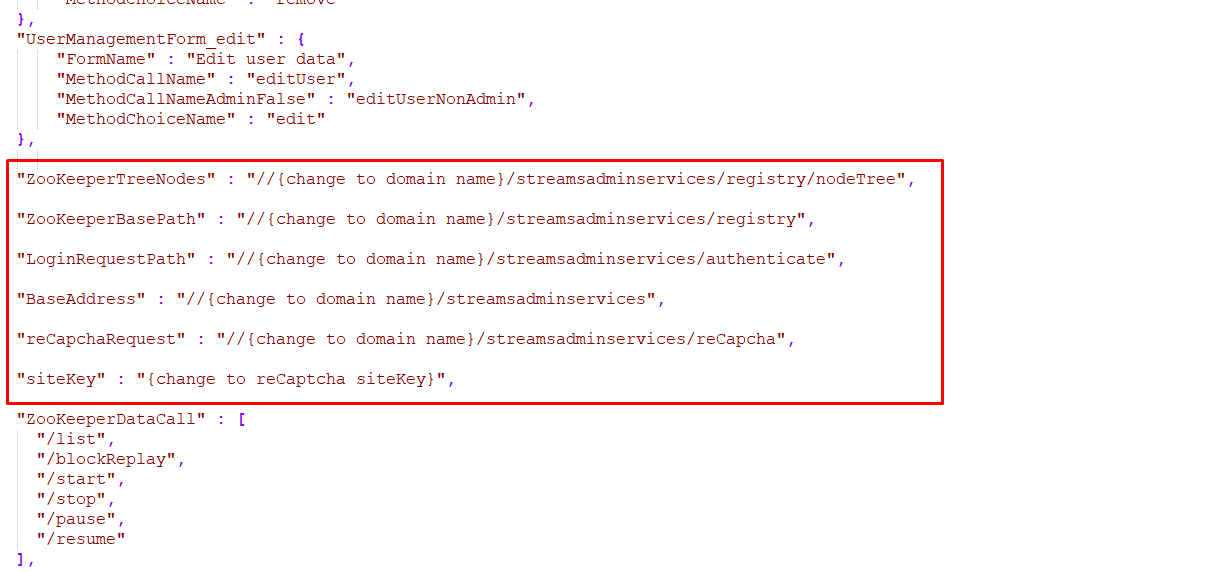 "MethodChoiceName" : "remove"
},
"UserManagementForm_edit" : {
"FormName" : "Edit user data",
"MethodCallName" : "editUser",
"MethodCallNameAdminFalse" : "editUserNonAdmin",
"MethodChoiceName" : "edit"
},
"ZooKeeperTreeNodes" : "//{change to domain name}/streamsadminservices/registry/nodeTree",
"ZooKeeperBasePath" : "//{change to domain name}/streamsadminservices/registry",
"LoginRequestPath" : "//{change to domain name}/streamsadminservices/authenticate",
"BaseAddress" : "//{change to domain name}/streamsadminservices",
"reCapchaRequest" : "//{change to domain name}/streamsadminservices/reCapcha",
"siteKey" : "{change to reCaptcha siteKey}",
"ZooKeeperDataCall" : [
"/list",
"/blockReplay",
"/start",
"/stop",
"/pause",
"/resume"
],